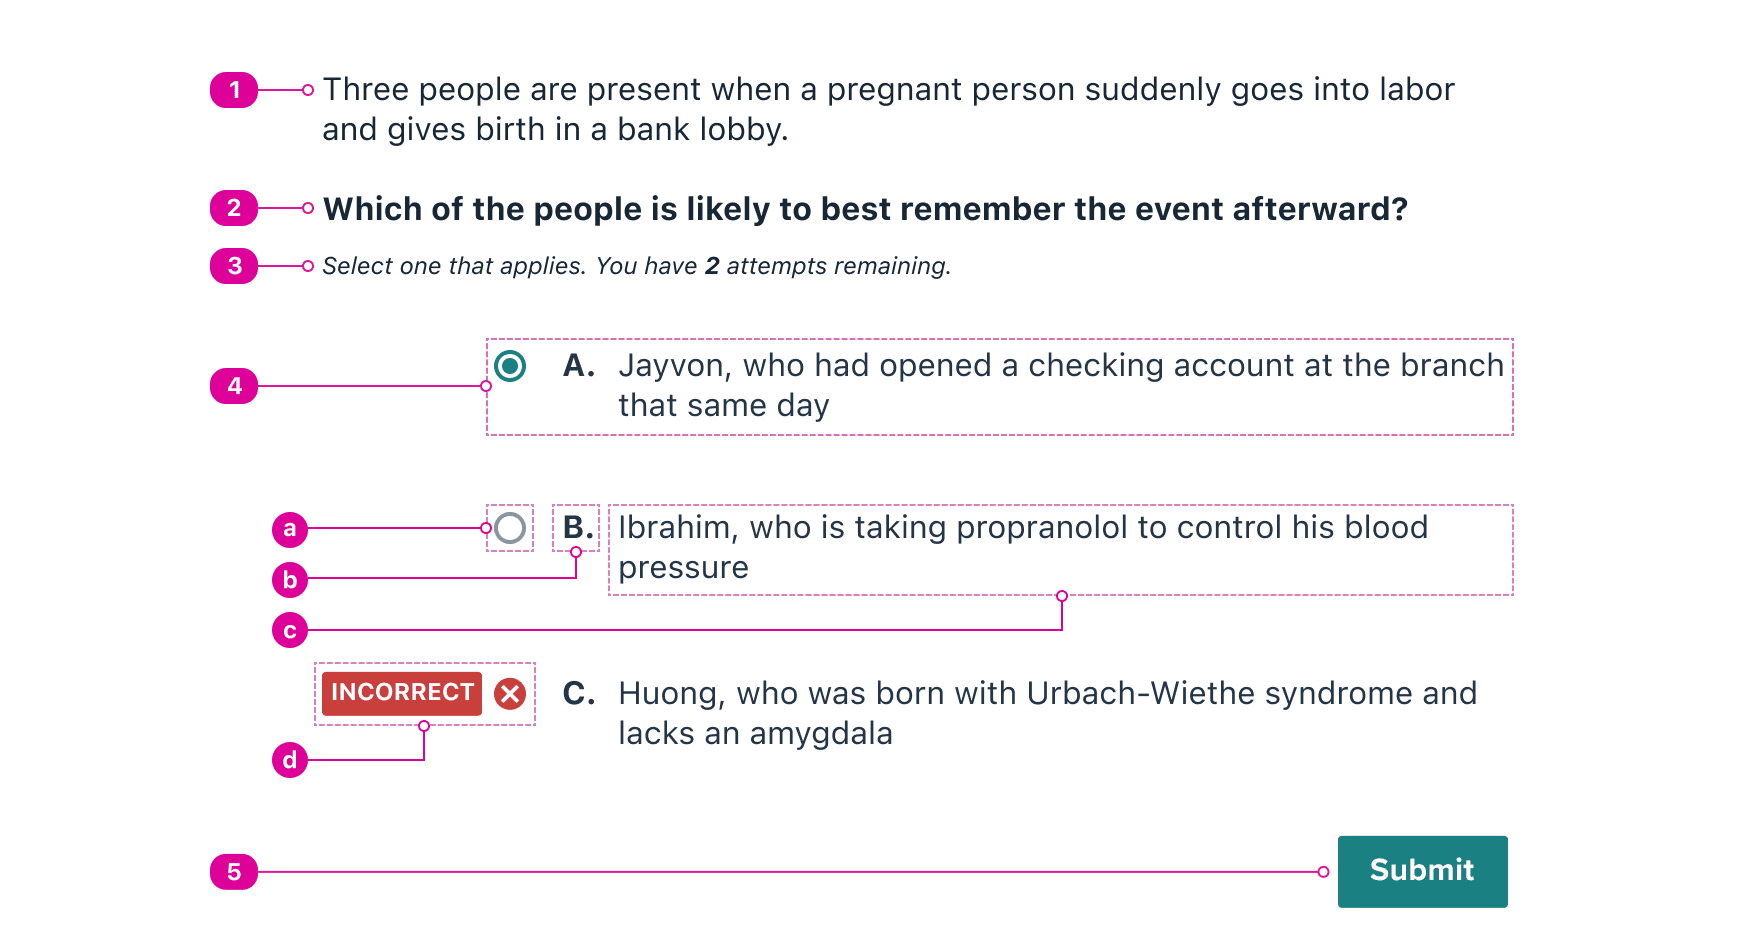 1 Three people are present when a pregnant person suddenly goes into labor
and gives birth in a bank lobby.
2 Which of the people is likely to best remember the event afterward?
3 Select one that applies. You have 2 attempts remaining.
4 A. Jayvon, who had opened a checking account at the branch
that same day
a B. Ibrahim, who is taking propranolol to control his blood
pressure
b
c
INCORRECT C. Huong, who was born with Urbach-Wiethe syndrome and
lacks an amygdala
d
5 Submit